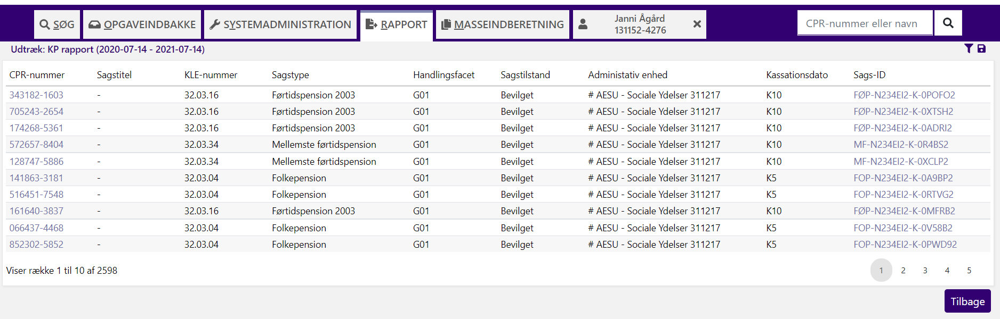 SØG OPGAVEINDBAKKE SYSTEMADMINISTRATION RAPPORT MASSEINDBERETNING Janni Ågård CPR-nummer eller navn
131152-4276
Udtræk: KP rapport (2020-07-14 - 2021-07-14)
CPR-nummer Sagstitel KLE-nummer Sagstype Handlingsfacet Sagstilstand Administativ enhed Kassationsdato Sags-ID
343182-1603 - 32.03.16 Førtidspension 2003 G01 Bevilget # AESU - Sociale Ydelser 311217 K10 FØP-N234EI2-K-0POFO2
705243-2654 - 32.03.16 Førtidspension 2003 G01 Bevilget # AESU - Sociale Ydelser 311217 K10 FØP-N234EI2-K-0XTSH2
174268-5361 - 32.03.16 Førtidspension 2003 G01 Bevilget # AESU - Sociale Ydelser 311217 K10 FØP-N234EI2-K-0ADRI2
572657-8404 - 32.03.34 Mellemste førtidspension G01 Bevilget # AESU - Sociale Ydelser 311217 K10 MF-N234EI2-K-0R4BS2
128747-5886 - 32.03.34 Mellemste førtidspension G01 Bevilget # AESU - Sociale Ydelser 311217 K10 MF-N234EI2-K-0XCLP2
141863-3181 - 32.03.04 Folkepension G01 Bevilget # AESU - Sociale Ydelser 311217 K5 FOP-N234EI2-K-0A9BP2
516451-7548 - 32.03.04 Folkepension G01 Bevilget # AESU - Sociale Ydelser 311217 K5 FOP-N234EI2-K-0RTVG2
161640-3837 - 32.03.16 Førtidspension 2003 G01 Bevilget # AESU - Sociale Ydelser 311217 K10 FØP-N234EI2-K-0MFRB2
066437-4468 - 32.03.04 Folkepension G01 Bevilget # AESU - Sociale Ydelser 311217 K5 FOP-N234EI2-K-0V58B2
852302-5852 - 32.03.04 Folkepension G01 Bevilget # AESU - Sociale Ydelser 311217 K5 FOP-N234EI2-K-0PWD92
Viser række 1 til 10 af 2598 1 2 3 4 5
Tilbage